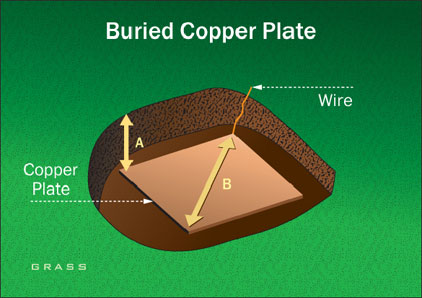 Buried Copper Plate
Wire
A
Copper
Plate
B
GRASS